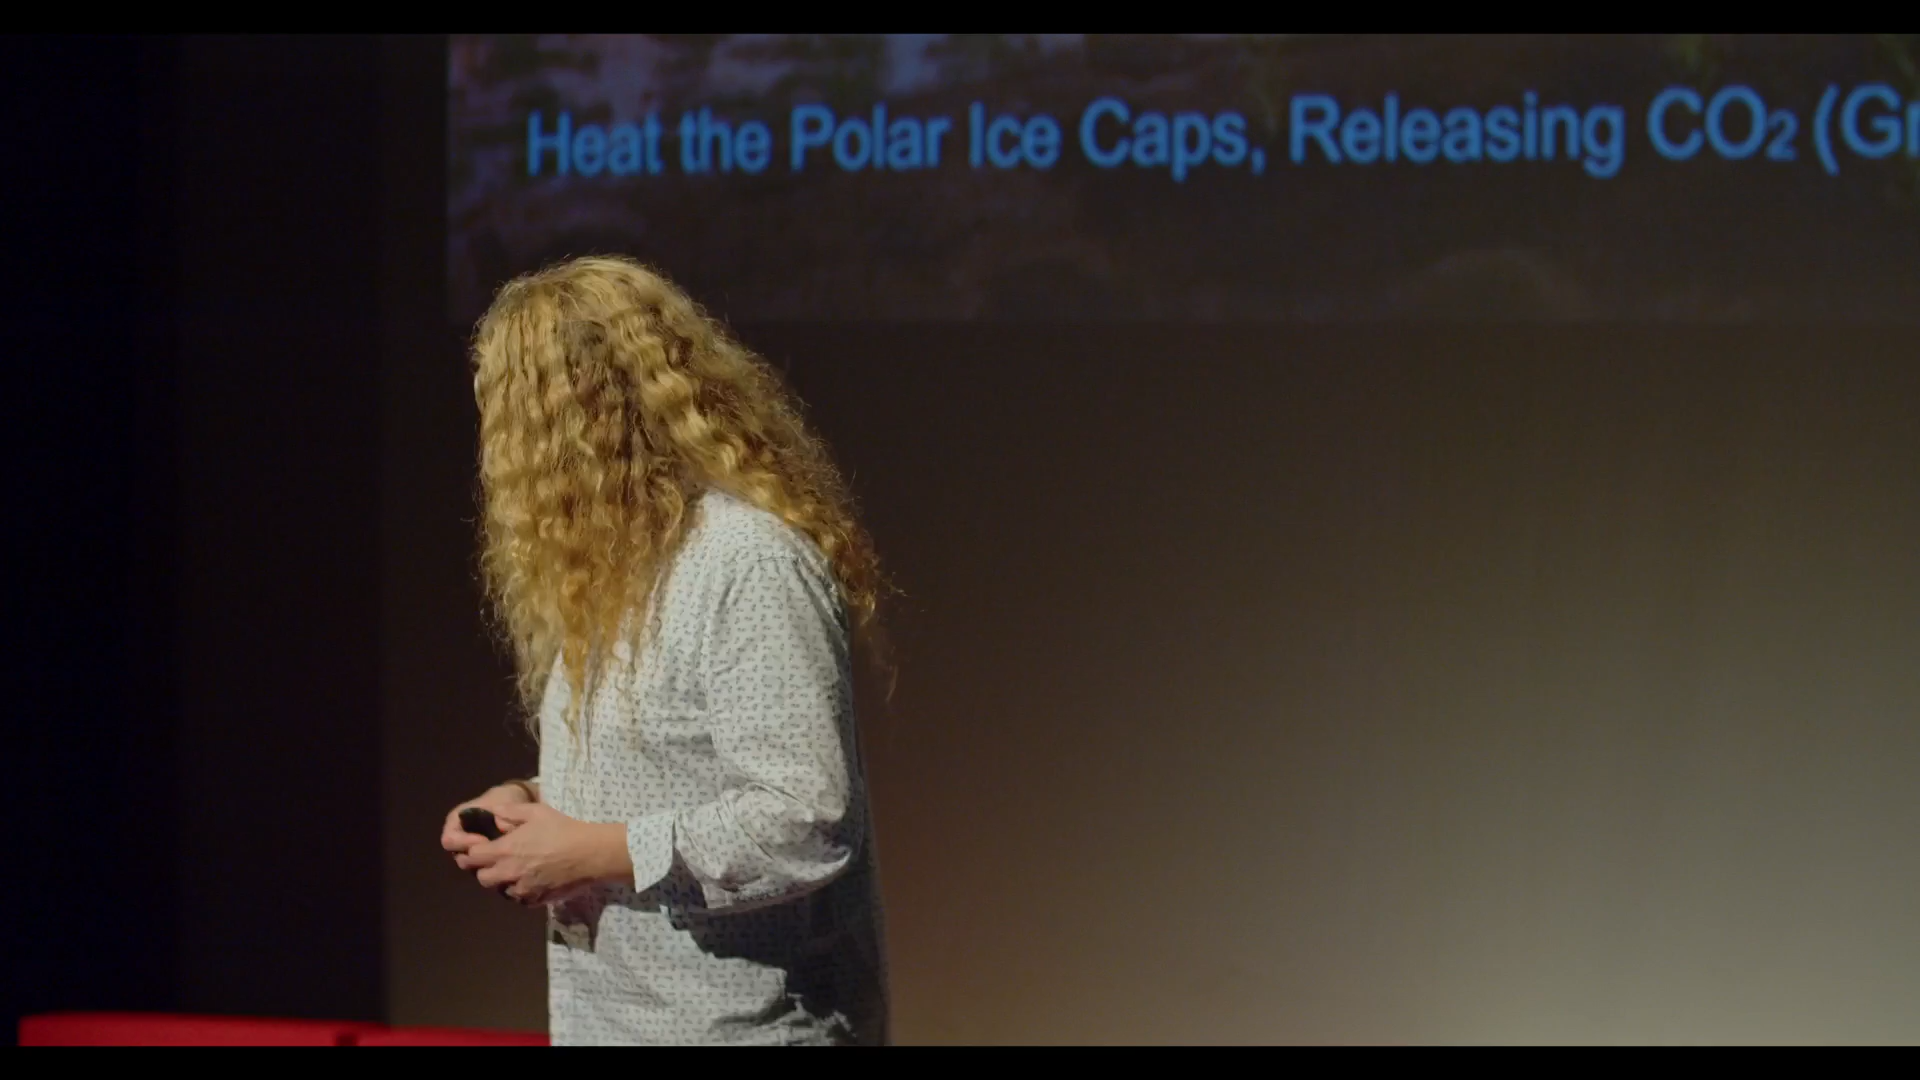 Heat the Polar Ice Caps, Releasing CO₂ (Gr